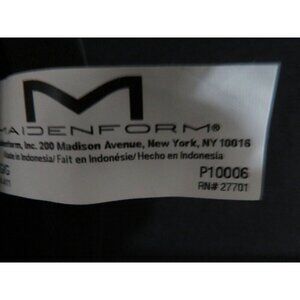 M
MAIDENFORM®
denform, Inc. 200 Madison Avenue, New York, NY 10016
Made in Indonesia/ Fait en Indonésie/ Hecho en Indonesia
P10006
RN# 27701